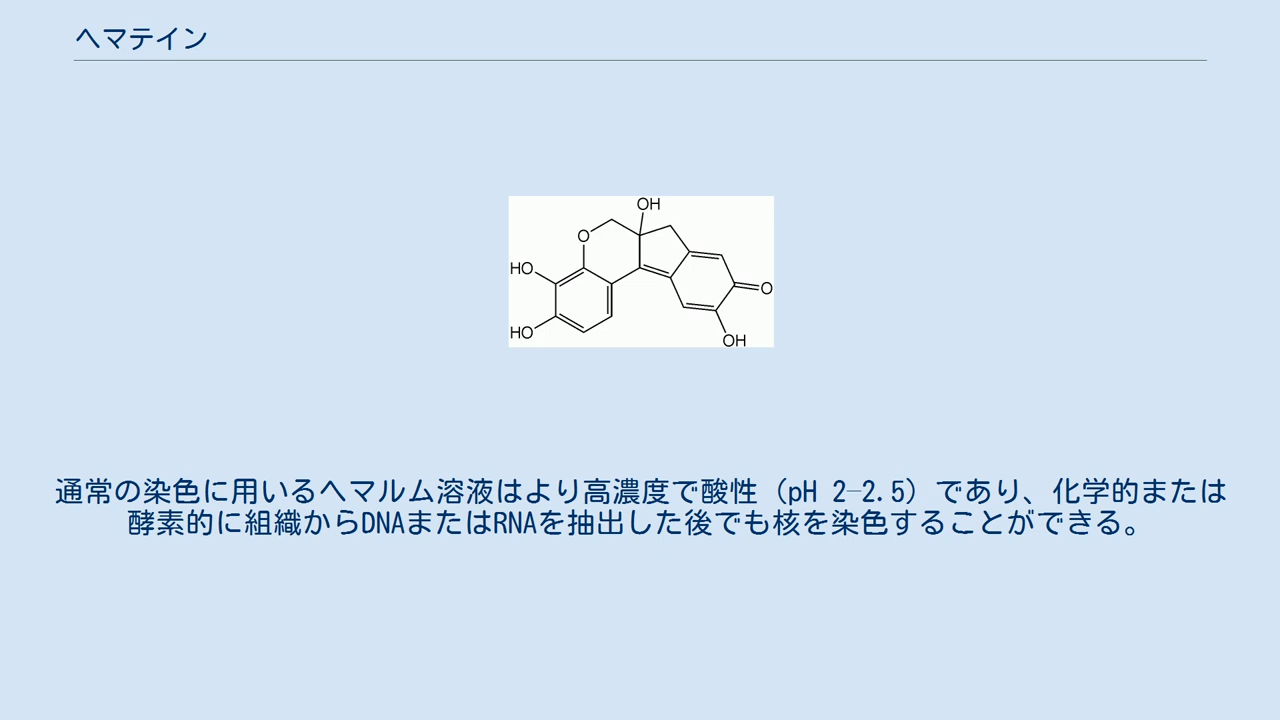 ヘマテイン
OH
O
HO
O
HO
OH
通常の染色に用いるヘマルム溶液はより高濃度で酸性（pH 2–2.5）であり、化学的または
酵素的に組織からDNAまたはRNAを抽出した後でも核を染色することができる。